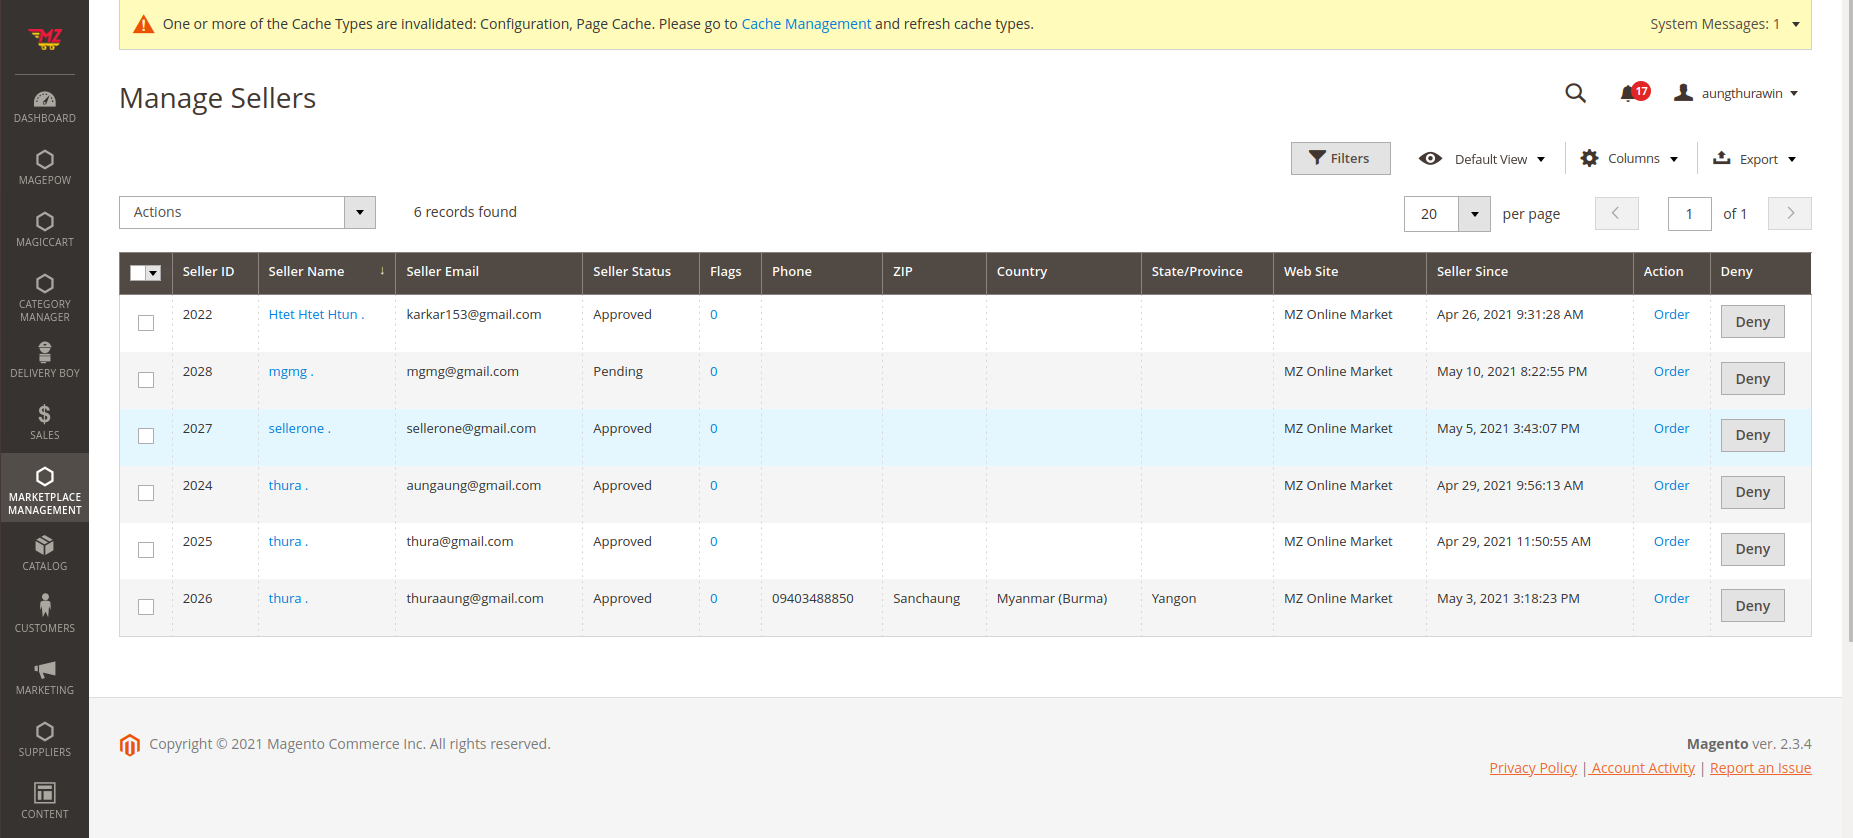 One or more of the Cache Types are invalidated: Configuration, Page Cache. Please go to Cache Management and refresh cache types. System Messages: 1
MZ
Manage Sellers 17 aungthurawin
DASHBOARD
MAGEPOW
MAGICCART
CATEGORY
MANAGER
DELIVERY BOY
SALES
MARKETPLACE
MANAGEMENT
CATALOG
CUSTOMERS
MARKETING
SUPPLIERS
CONTENT
Filters Default View Columns Export
Actions 6 records found 20 per page 1 of 1
Seller ID Seller Name ↓ Seller Email Seller Status Flags Phone ZIP Country State/Province Web Site Seller Since Action Deny
2022 Htet Htet Htun . karkar153@gmail.com Approved 0 MZ Online Market Apr 26, 2021 9:31:28 AM Order Deny
2028 mgmg . mgmg@gmail.com Pending 0 MZ Online Market May 10, 2021 8:22:55 PM Order Deny
2027 sellerone . sellerone@gmail.com Approved 0 MZ Online Market May 5, 2021 3:43:07 PM Order Deny
2024 thura . aungaung@gmail.com Approved 0 MZ Online Market Apr 29, 2021 9:56:13 AM Order Deny
2025 thura . thura@gmail.com Approved 0 MZ Online Market Apr 29, 2021 11:50:55 AM Order Deny
2026 thura . thuraaung@gmail.com Approved 0 09403488850 Sanchaung Myanmar (Burma) Yangon MZ Online Market May 3, 2021 3:18:23 PM Order Deny
Copyright © 2021 Magento Commerce Inc. All rights reserved. Magento ver. 2.3.4
Privacy Policy | Account Activity | Report an Issue